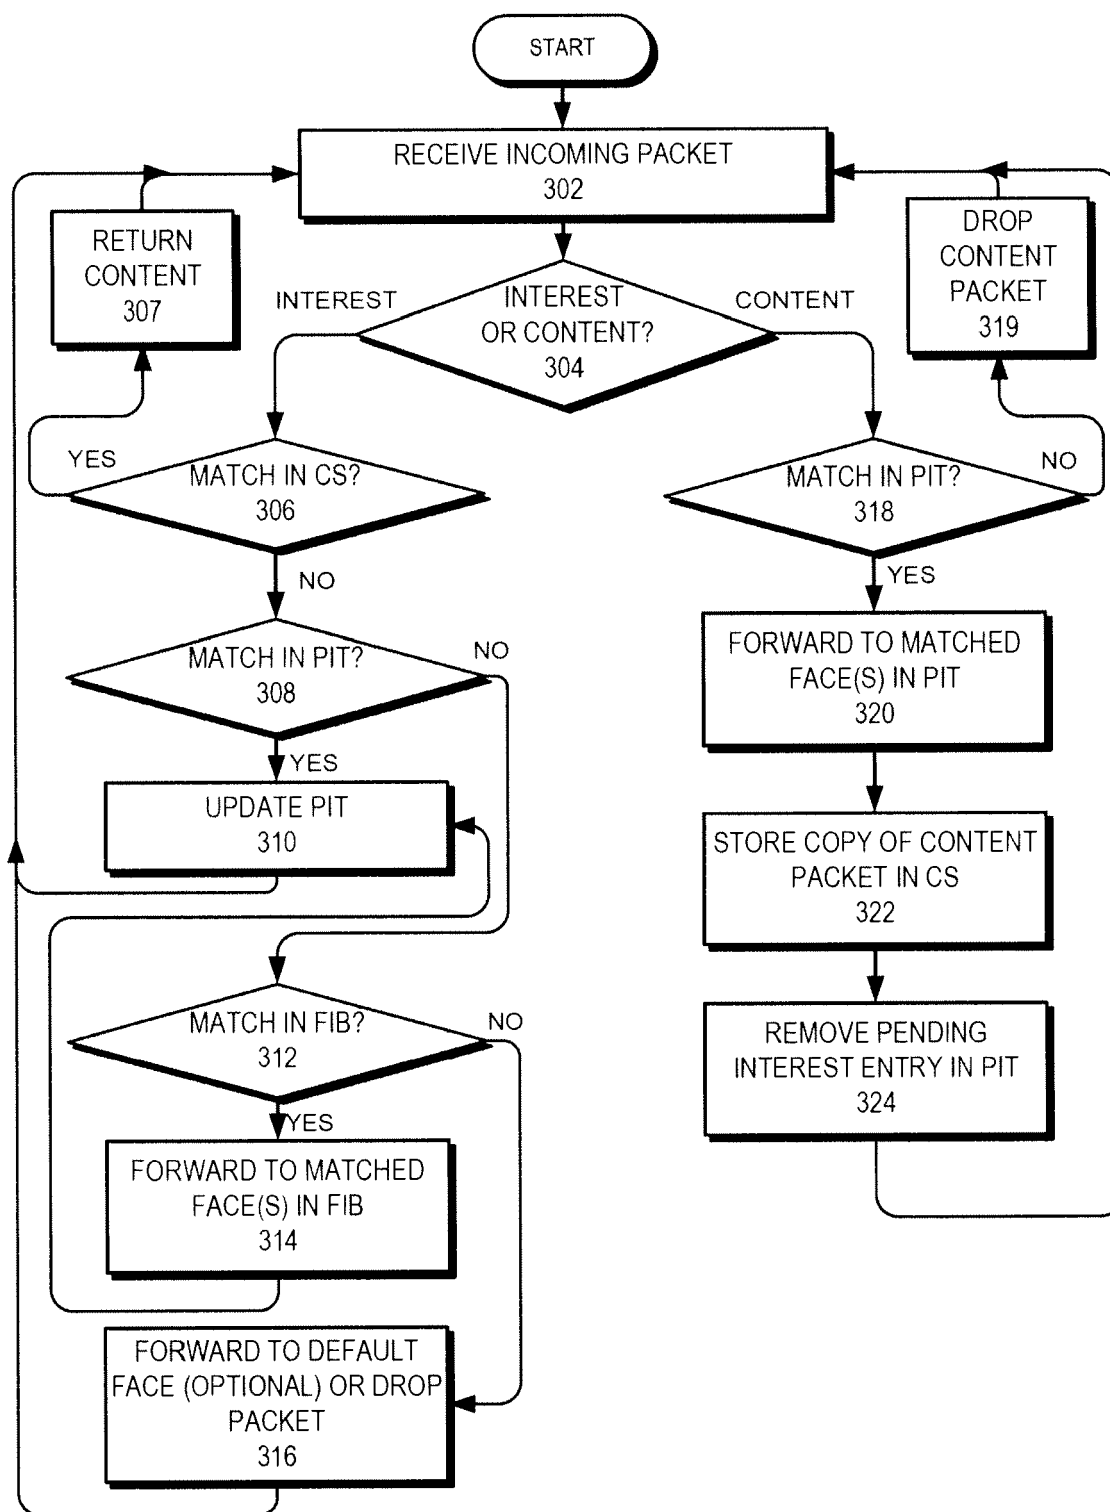 START
RECEIVE INCOMING PACKET
302
RETURN
CONTENT
307
DROP
CONTENT
PACKET
319
INTEREST
INTEREST
OR CONTENT?
304
CONTENT
YES
MATCH IN CS?
306
NO
MATCH IN PIT?
318
NO
YES
MATCH IN PIT?
308
NO
YES
UPDATE PIT
310
FORWARD TO MATCHED
FACE(S) IN PIT
320
STORE COPY OF CONTENT
PACKET IN CS
322
MATCH IN FIB?
312
NO
YES
REMOVE PENDING
INTEREST ENTRY IN PIT
324
FORWARD TO MATCHED
FACE(S) IN FIB
314
FORWARD TO DEFAULT
FACE (OPTIONAL) OR DROP
PACKET
316